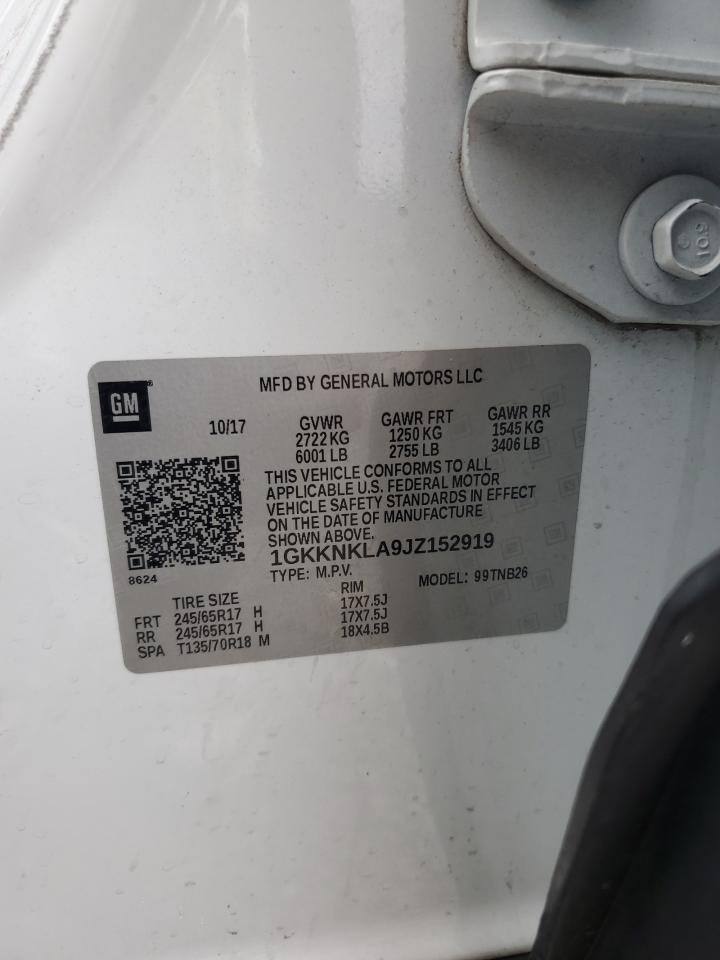 10.9
GM
®
MFD BY GENERAL MOTORS LLC
10/17
GVWR GAWR FRT GAWR RR
2722 KG 1250 KG 1545 KG
6001 LB 2755 LB 3406 LB
THIS VEHICLE CONFORMS TO ALL
APPLICABLE U.S. FEDERAL MOTOR
VEHICLE SAFETY STANDARDS IN EFFECT
ON THE DATE OF MANUFACTURE
SHOWN ABOVE.
1GKKNKLA9JZ152919
8624
TYPE: M.P.V. MODEL: 99TNB26
TIRE SIZE RIM
FRT 245/65R17 H 17X7.5J
RR 245/65R17 H 17X7.5J
SPA T135/70R18 M 18X4.5B